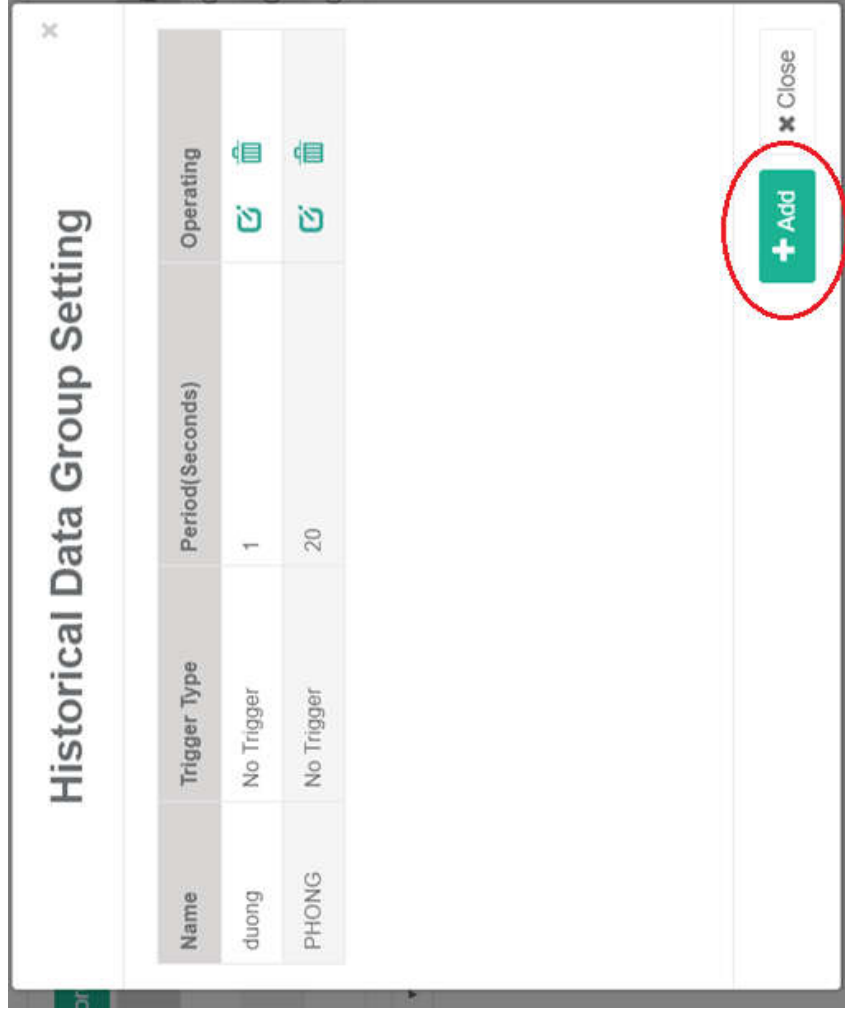 ×
Historical Data Group Setting
Name Trigger Type Period(Seconds) Operating
duong No Trigger 1
PHONG No Trigger 20
+ Add × Close